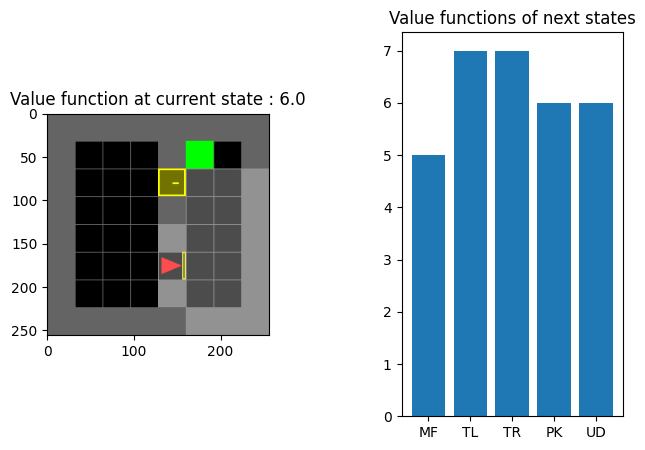 Value function at current state : 6.0
0
50
100
150
200
250
0
100
200
Value functions of next states
7
6
5
4
3
2
1
0
MF
TL
TR
PK
UD